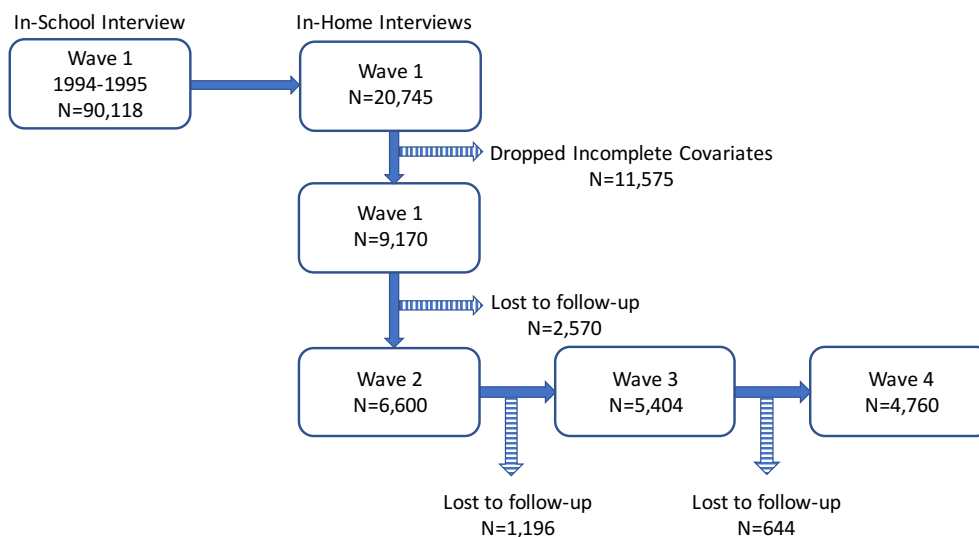 In-School Interview
In-Home Interviews
Wave 1
1994-1995
N=90,118
Wave 1
N=20,745
Dropped Incomplete Covariates
N=11,575
Wave 1
N=9,170
Lost to follow-up
N=2,570
Wave 2
N=6,600
Wave 3
N=5,404
Wave 4
N=4,760
Lost to follow-up
N=1,196
Lost to follow-up
N=644